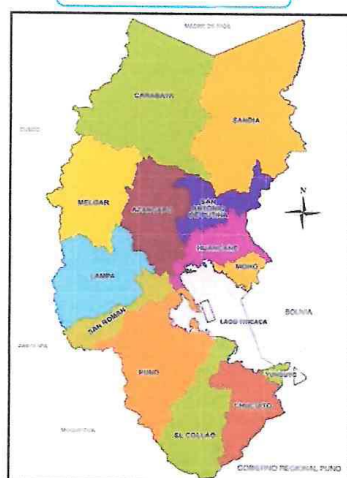 MADRE DE DIOS
CARABAYA
SANDIA
CUSCO
MELGAR
AZANGARO
SAN
ANTONIO
DE PUTINA
N
HUANCANE
MOHO
LAMPA
SAN ROMAN
LAGO TITICACA
BOLIVIA
PUNO
YUNGUYO
CHUCUITO
EL COLLAO
GOBIERNO REGIONAL PUNO